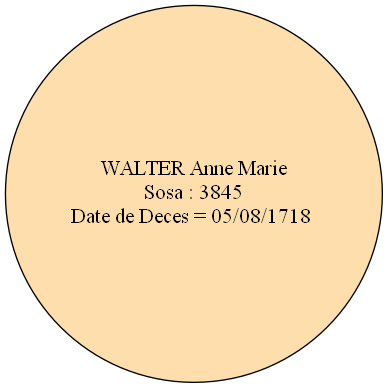 WALTER Anne Marie
Sosa : 3845
Date de Deces = 05/08/1718